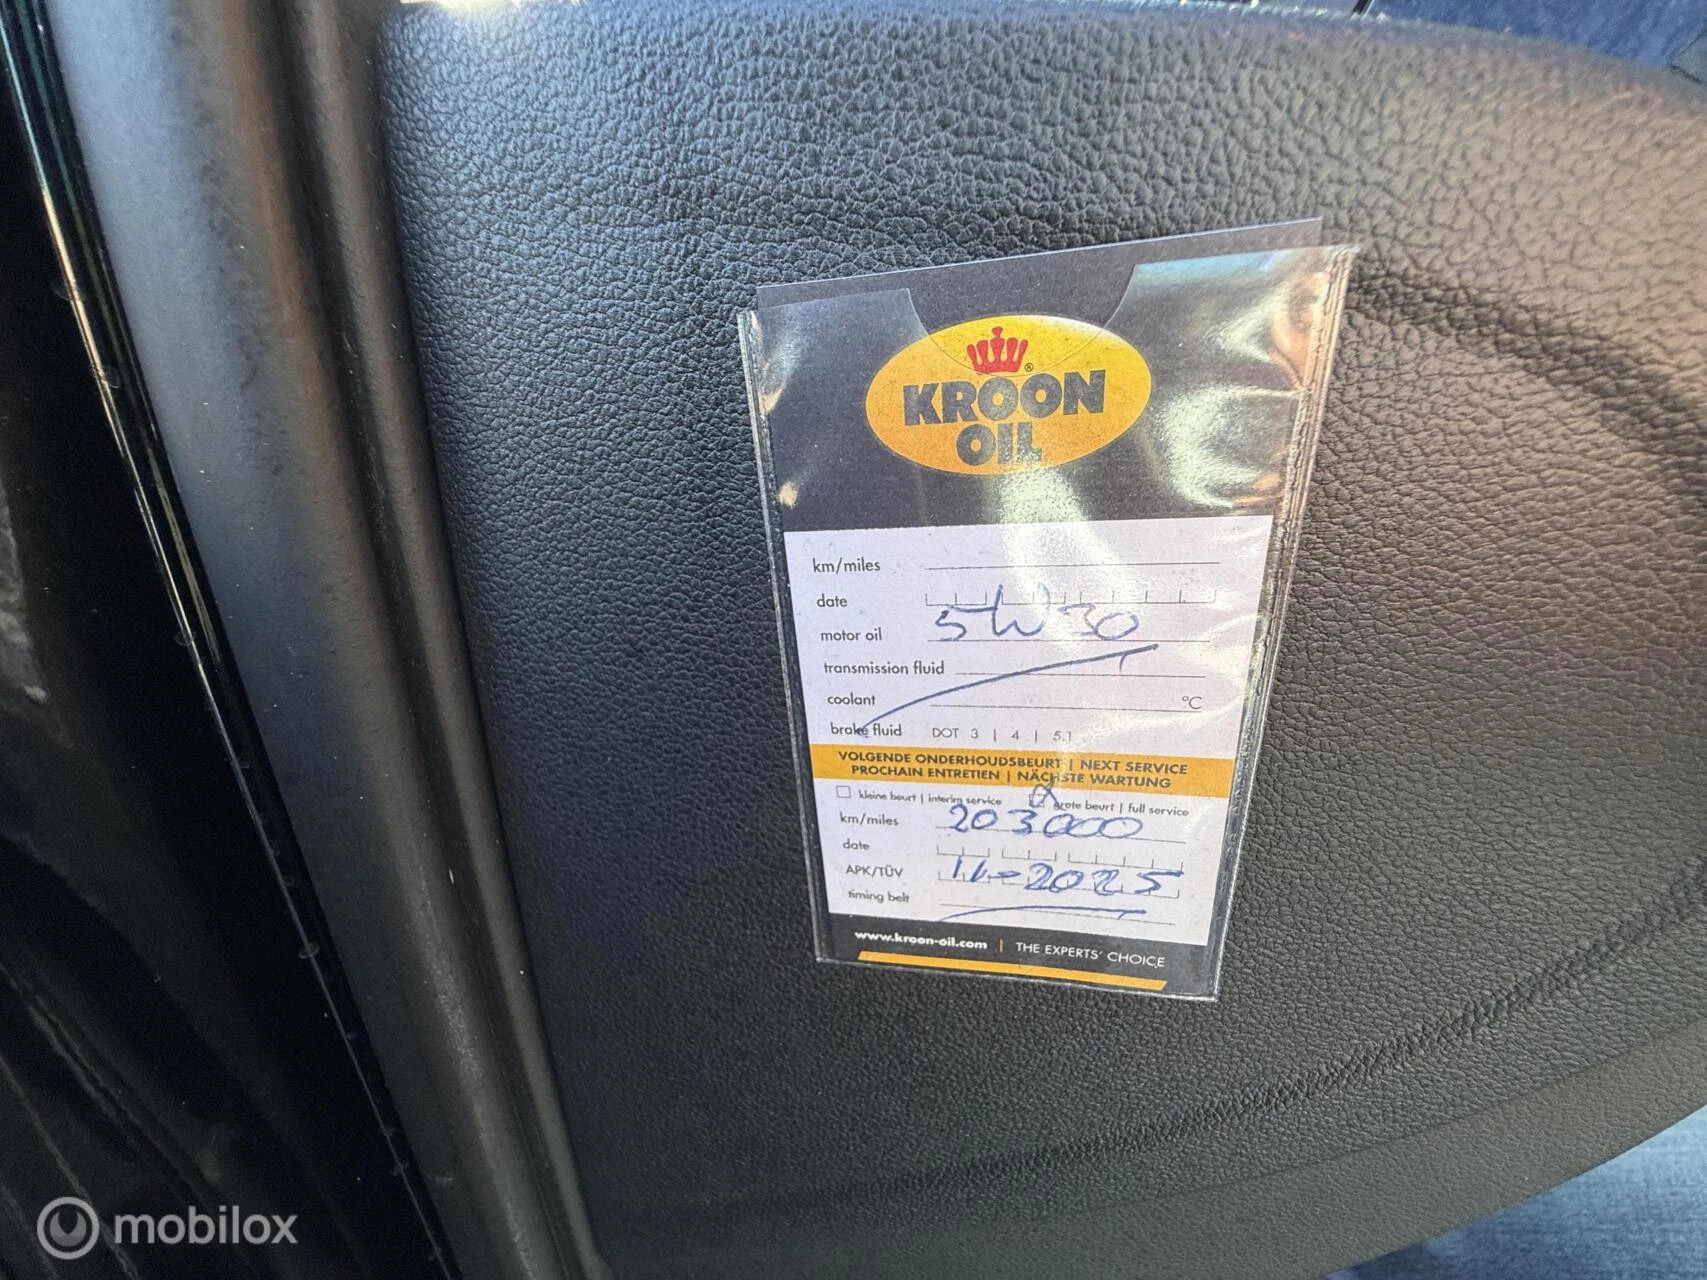 KROON
OIL
®
km/miles
date
motor oil 5W30
transmission fluid
coolant °C
brake fluid DOT 3 | 4 | 5.1
VOLGENDE ONDERHOUDSBEURT | NEXT SERVICE
PROCHAIN ENTRETIEN | NÄCHSTE WARTUNG
kleine beurt | interim service grote beurt | full service
km/miles 203000
date
APK/TÜV 11-2025
timing belt
www.kroon-oil.com | THE EXPERTS' CHOICE
mobilox